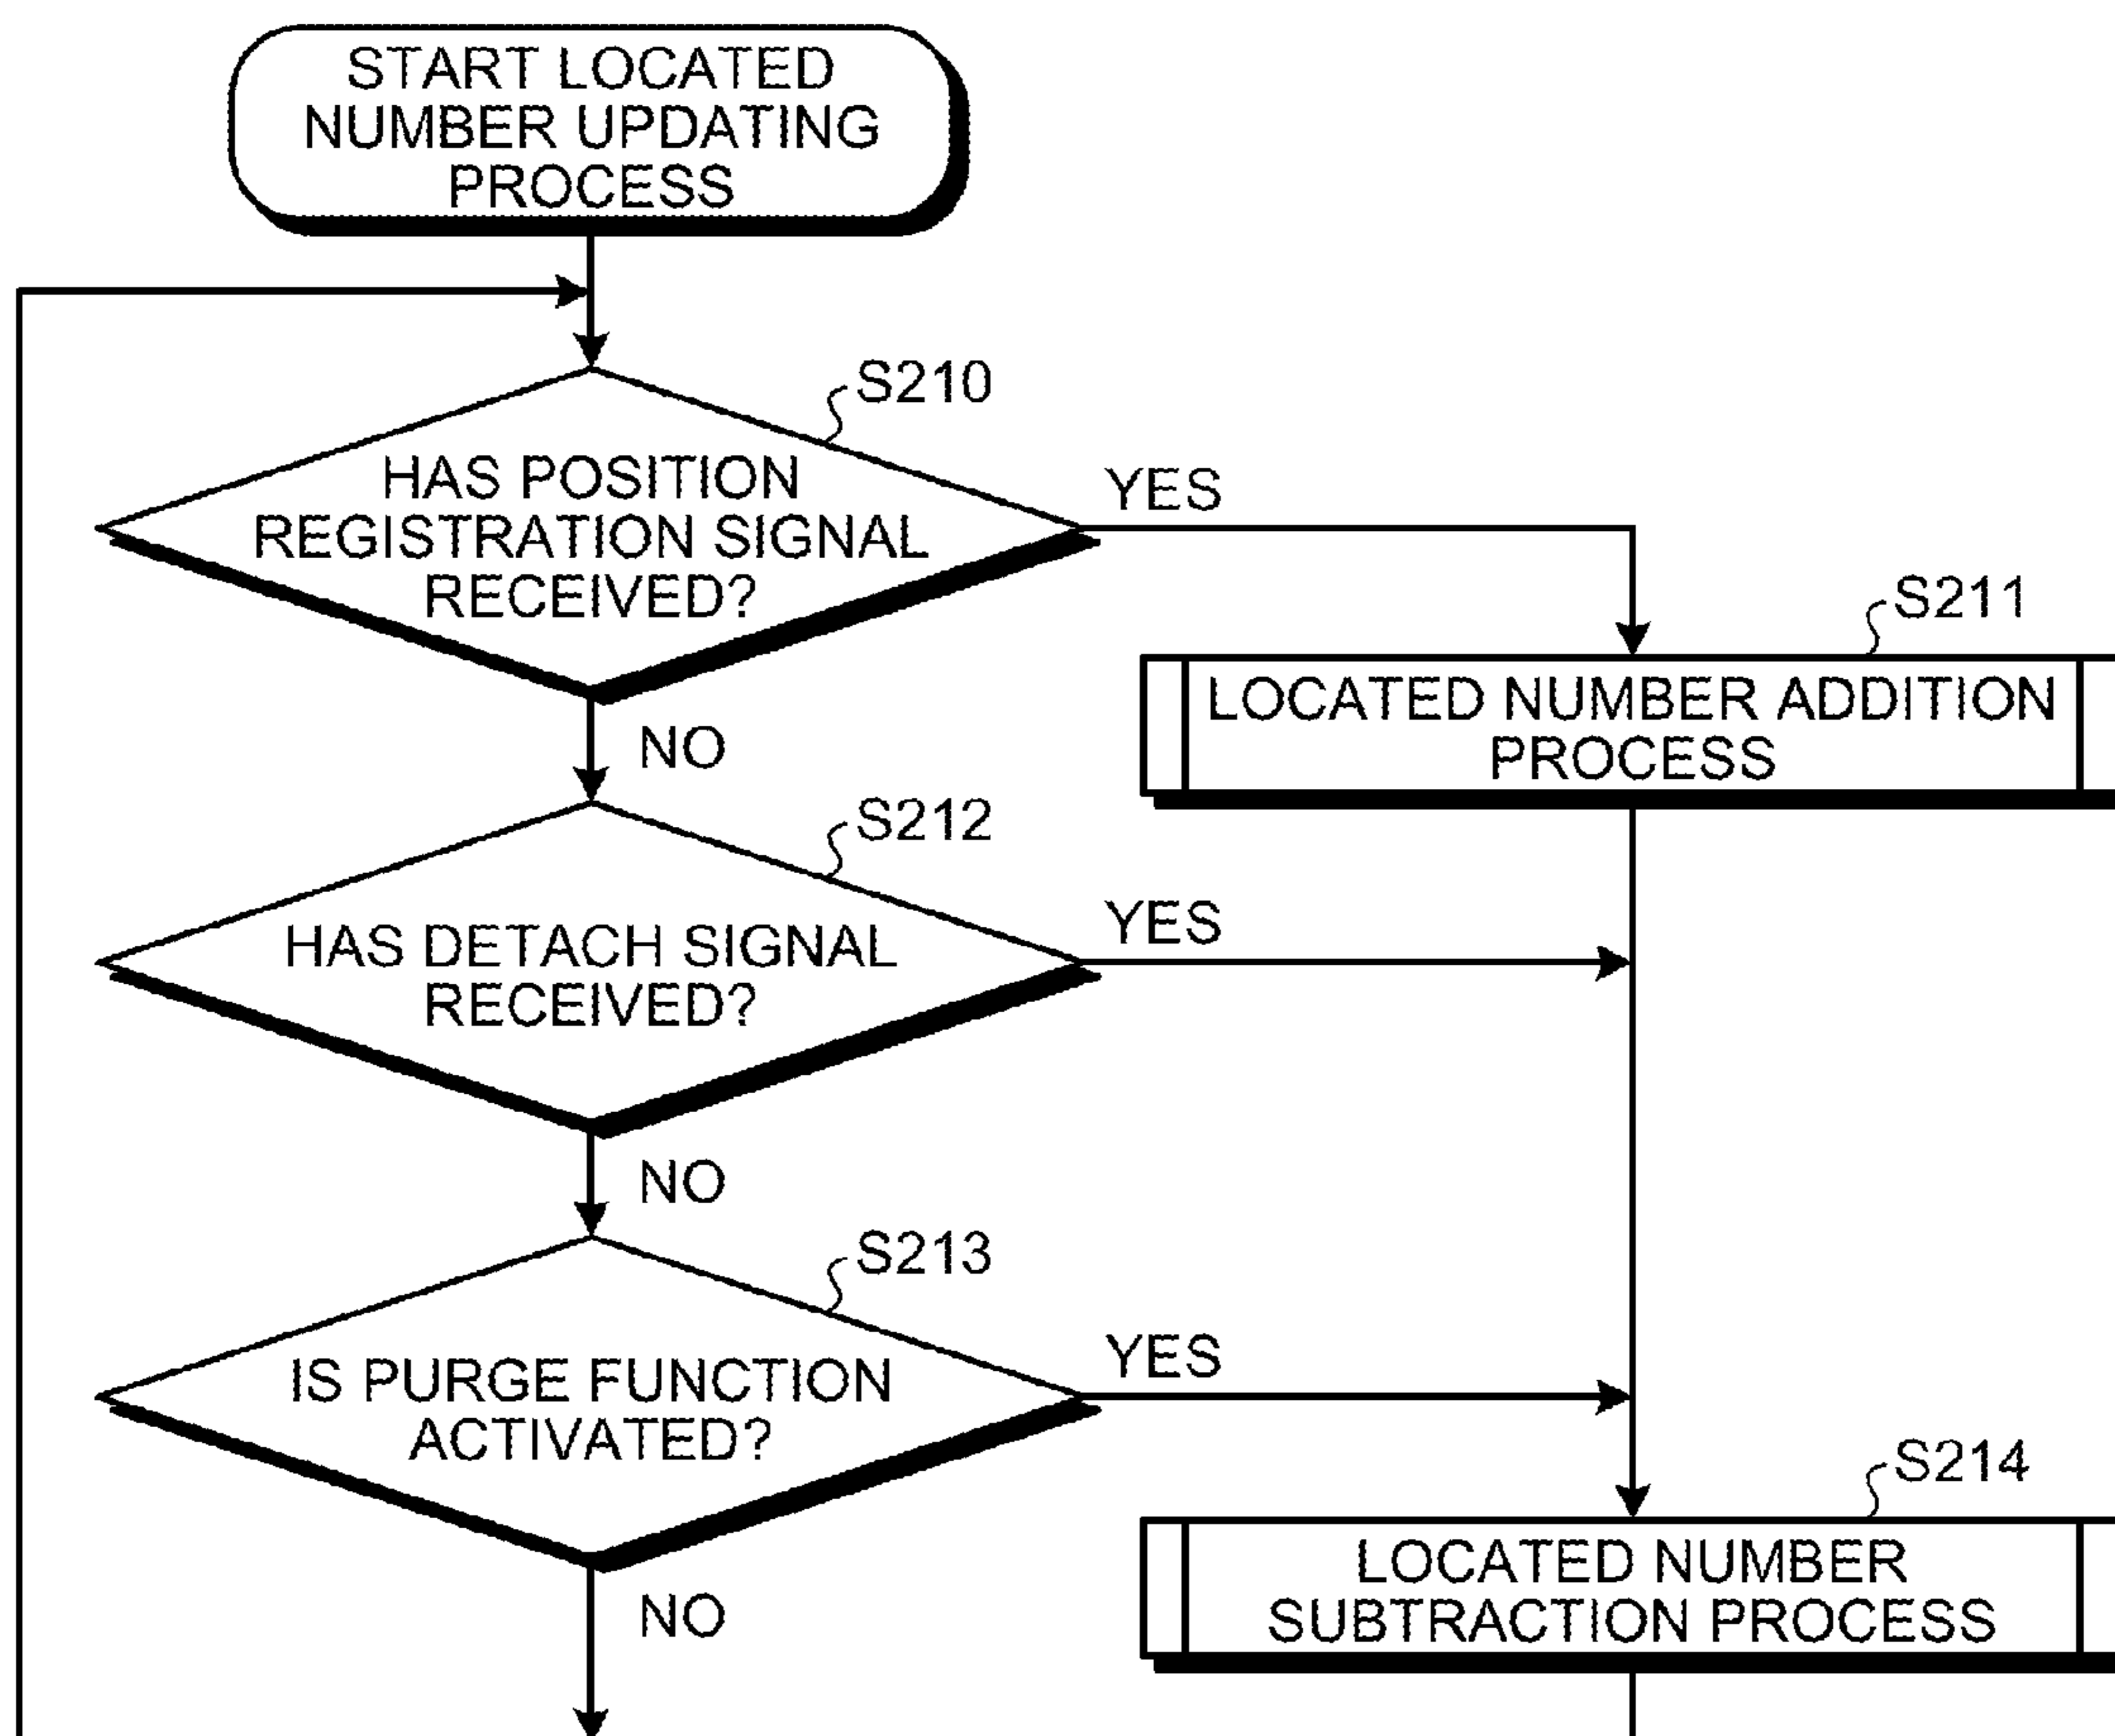 START LOCATED
NUMBER UPDATING
PROCESS
S210
HAS POSITION
REGISTRATION SIGNAL
RECEIVED?
YES
NO
S211
LOCATED NUMBER ADDITION
PROCESS
S212
HAS DETACH SIGNAL
RECEIVED?
YES
NO
S213
IS PURGE FUNCTION
ACTIVATED?
YES
NO
S214
LOCATED NUMBER
SUBTRACTION PROCESS